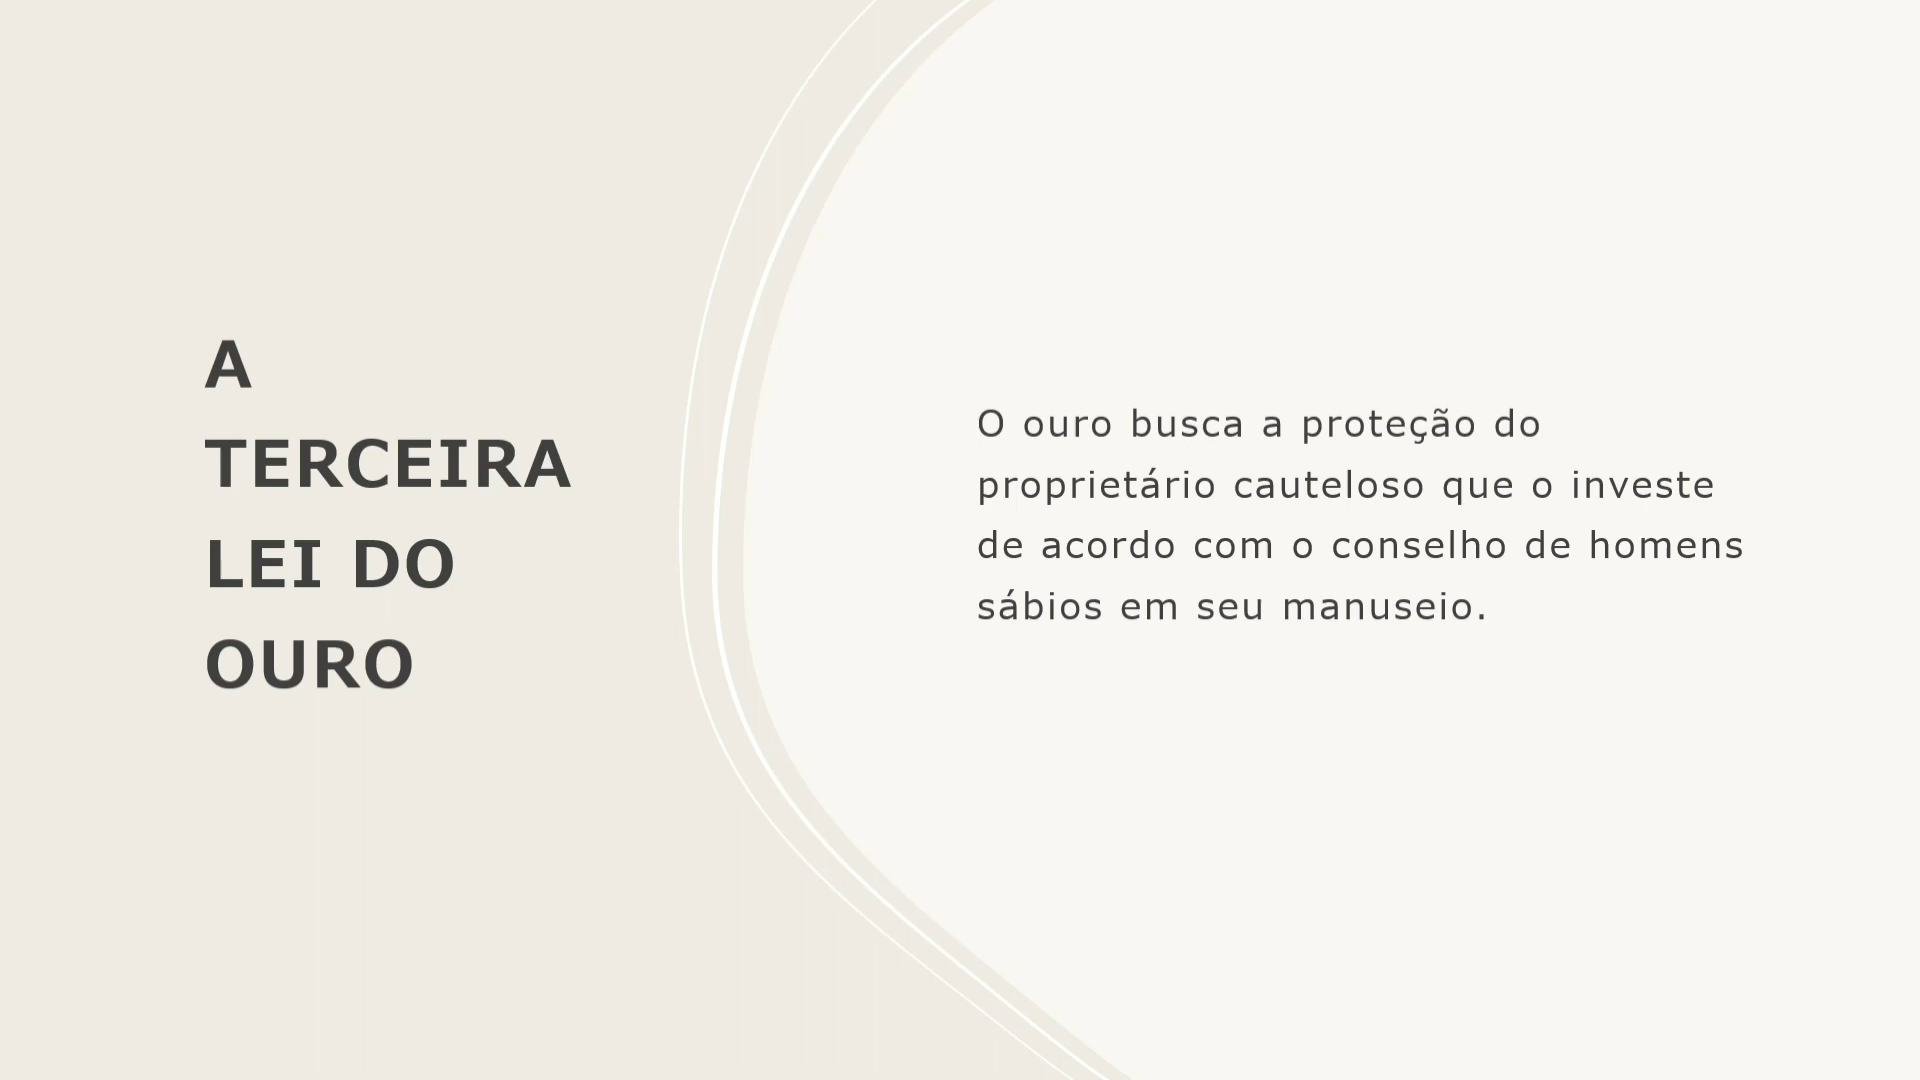 A
TERCEIRA
LEI DO
OURO
O ouro busca a proteção do
proprietário cauteloso que o investe
de acordo com o conselho de homens
sábios em seu manuseio.